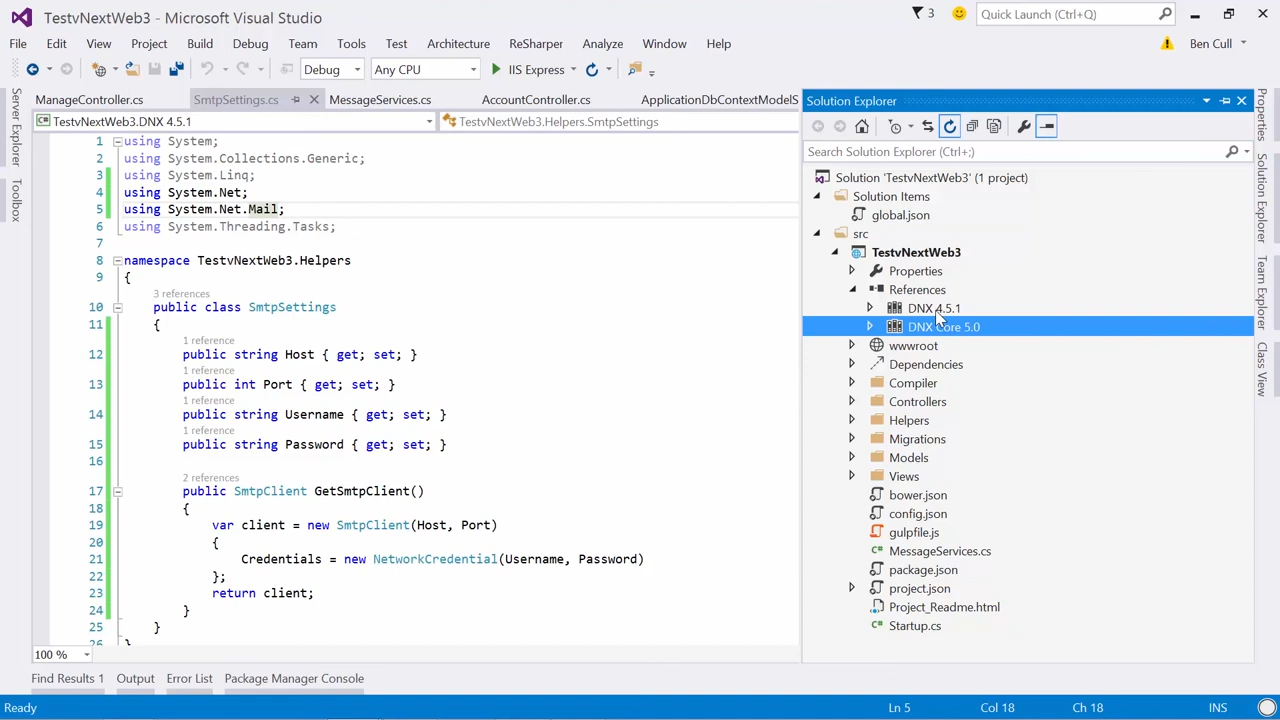 TestvNextWeb3 - Microsoft Visual Studio
3
Quick Launch (Ctrl+Q)
File Edit View Project Build Debug Team Tools Test Architecture ReSharper Analyze Window Help
Ben Cull
Debug Any CPU IIS Express
Server Explorer
Toolbox
ManageController.cs SmtpSettings.cs MessageServices.cs AccountController.cs ApplicationDbContextModelS
TestvNextWeb3.DNX 4.5.1 TestvNextWeb3.Helpers.SmtpSettings
1 using System;
2 using System.Collections.Generic;
3 using System.Linq;
4 using System.Net;
5 using System.Net.Mail;
6 using System.Threading.Tasks;
7
8 namespace TestvNextWeb3.Helpers
9 {
3 references
10 public class SmtpSettings
11 {
1 reference
12 public string Host { get; set; }
1 reference
13 public int Port { get; set; }
1 reference
14 public string Username { get; set; }
1 reference
15 public string Password { get; set; }
16
2 references
17 public SmtpClient GetSmtpClient()
18 {
19 var client = new SmtpClient(Host, Port)
20 {
21 Credentials = new NetworkCredential(Username, Password)
22 };
23 return client;
24 }
25 }
26 }
100 %
Solution Explorer
Search Solution Explorer (Ctrl+;)
Solution 'TestvNextWeb3' (1 project)
Solution Items
global.json
src
TestvNextWeb3
Properties
References
DNX 4.5.1
DNX Core 5.0
wwwroot
Dependencies
Compiler
Controllers
Helpers
Migrations
Models
Views
bower.json
config.json
gulpfile.js
MessageServices.cs
package.json
project.json
Project_Readme.html
Startup.cs
Properties
Solution Explorer
Team Explorer
Class View
Find Results 1 Output Error List Package Manager Console
Ready Ln 5 Col 18 Ch 18 INS